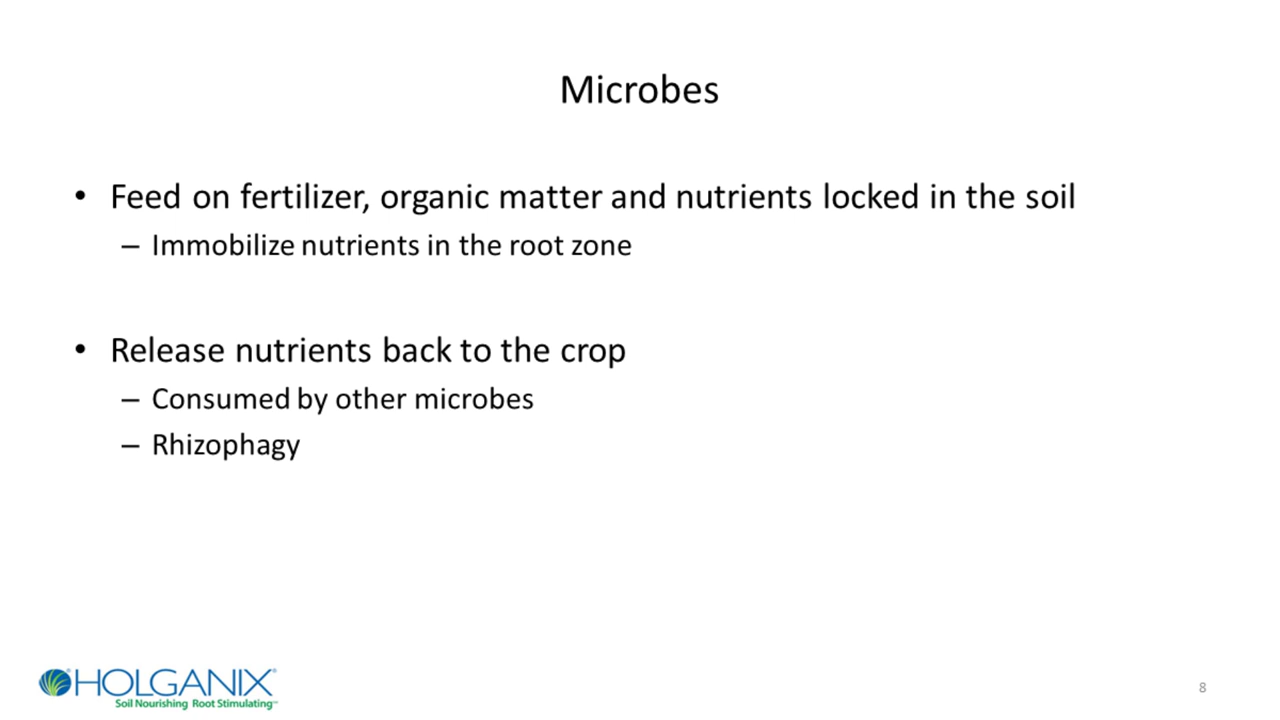 Microbes
• Feed on fertilizer, organic matter and nutrients locked in the soil
– Immobilize nutrients in the root zone
• Release nutrients back to the crop
– Consumed by other microbes
– Rhizophagy
HOLGANIX®
Soil Nourishing Root Stimulating™
8